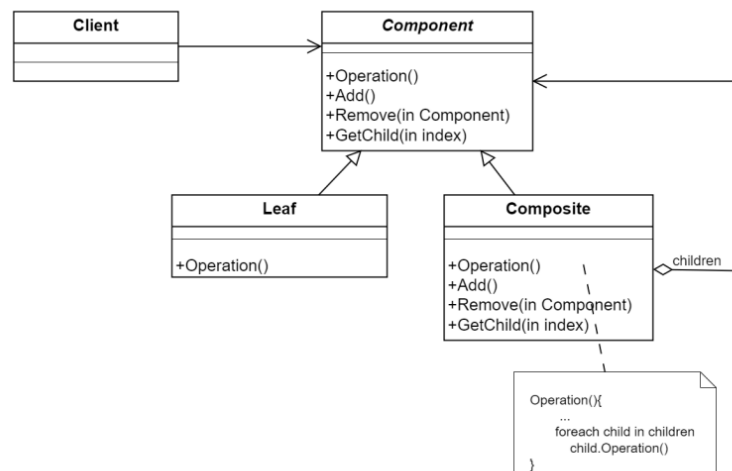 Client
Component
+Operation()
+Add()
+Remove(in Component)
+GetChild(in index)
Leaf
+Operation()
Composite
+Operation()
+Add()
+Remove(in Component)
+GetChild(in index)
children
Operation(){
...
foreach child in children
child.Operation()
}